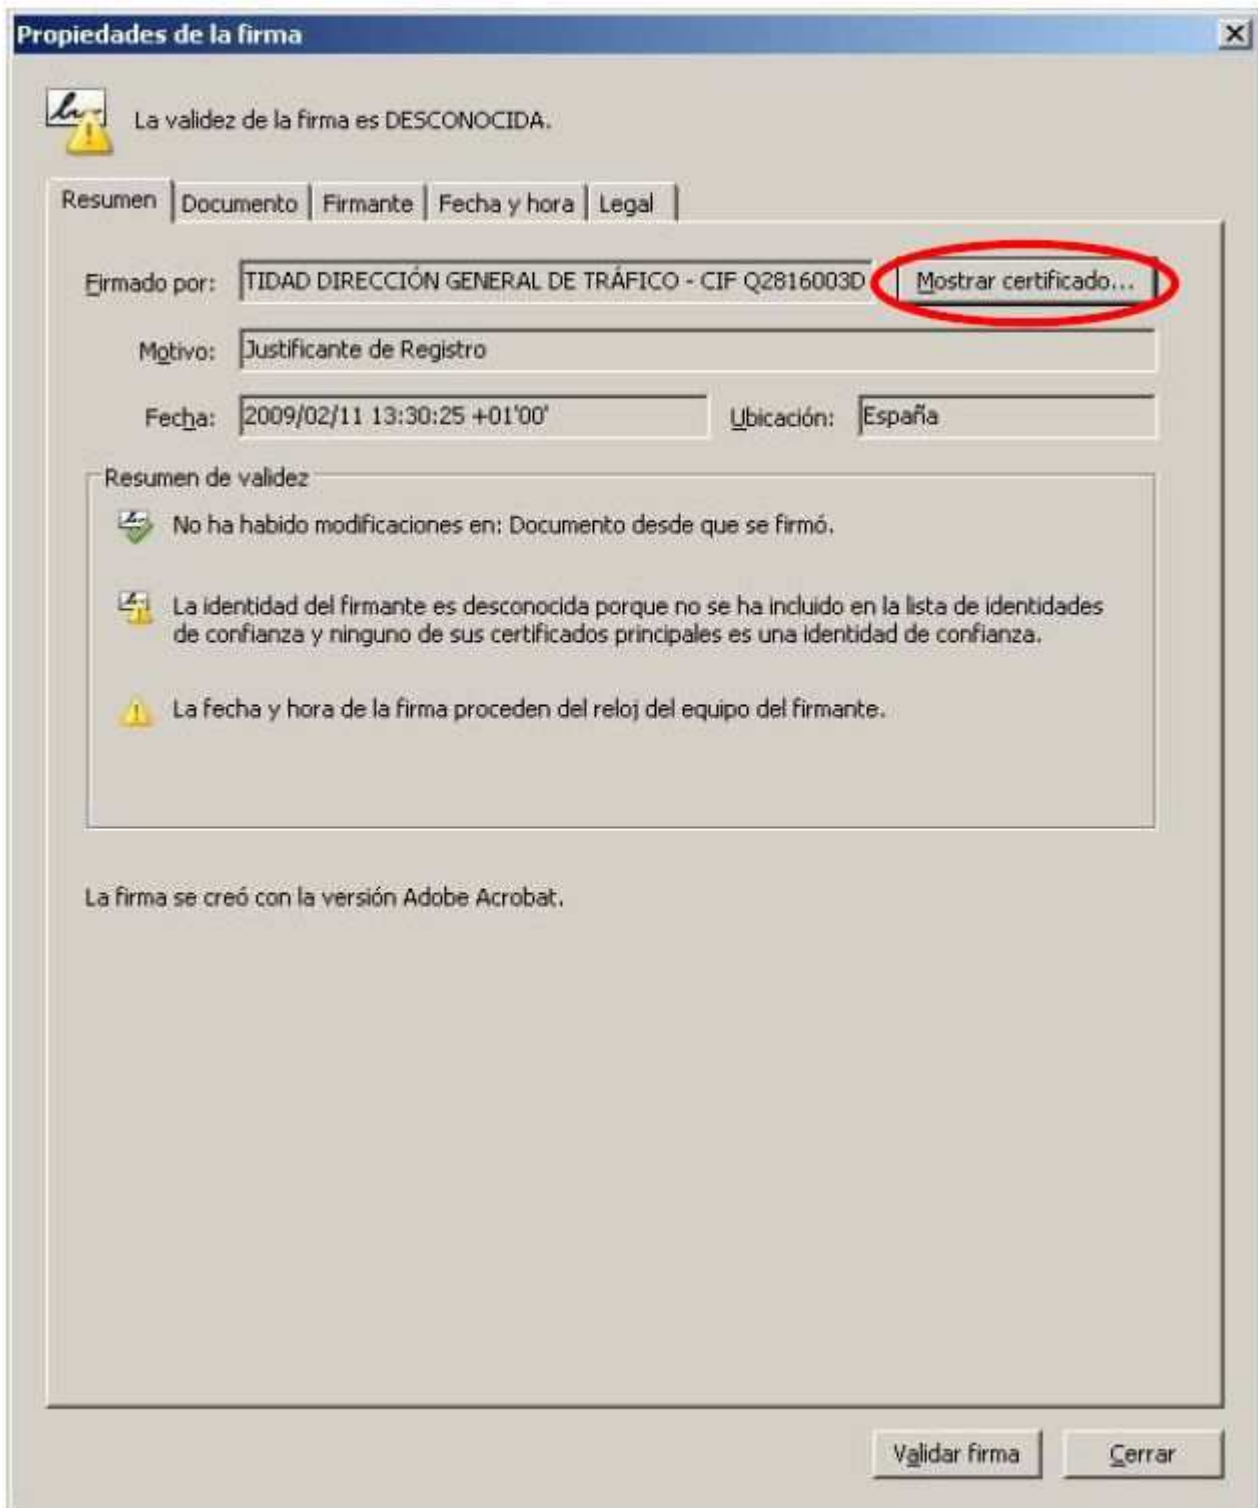 Propiedades de la firma
La validez de la firma es DESCONOCIDA.
Resumen Documento Firmante Fecha y hora Legal
Firmado por: TIDAD DIRECCIÓN GENERAL DE TRÁFICO - CIF Q2816003D Mostrar certificado...
Motivo: Justificante de Registro
Fecha: 2009/02/11 13:30:25 +01'00' Ubicación: España
Resumen de validez
No ha habido modificaciones en: Documento desde que se firmó.
La identidad del firmante es desconocida porque no se ha incluido en la lista de identidades
de confianza y ninguno de sus certificados principales es una identidad de confianza.
La fecha y hora de la firma proceden del reloj del equipo del firmante.
La firma se creó con la versión Adobe Acrobat.
Validar firma Cerrar